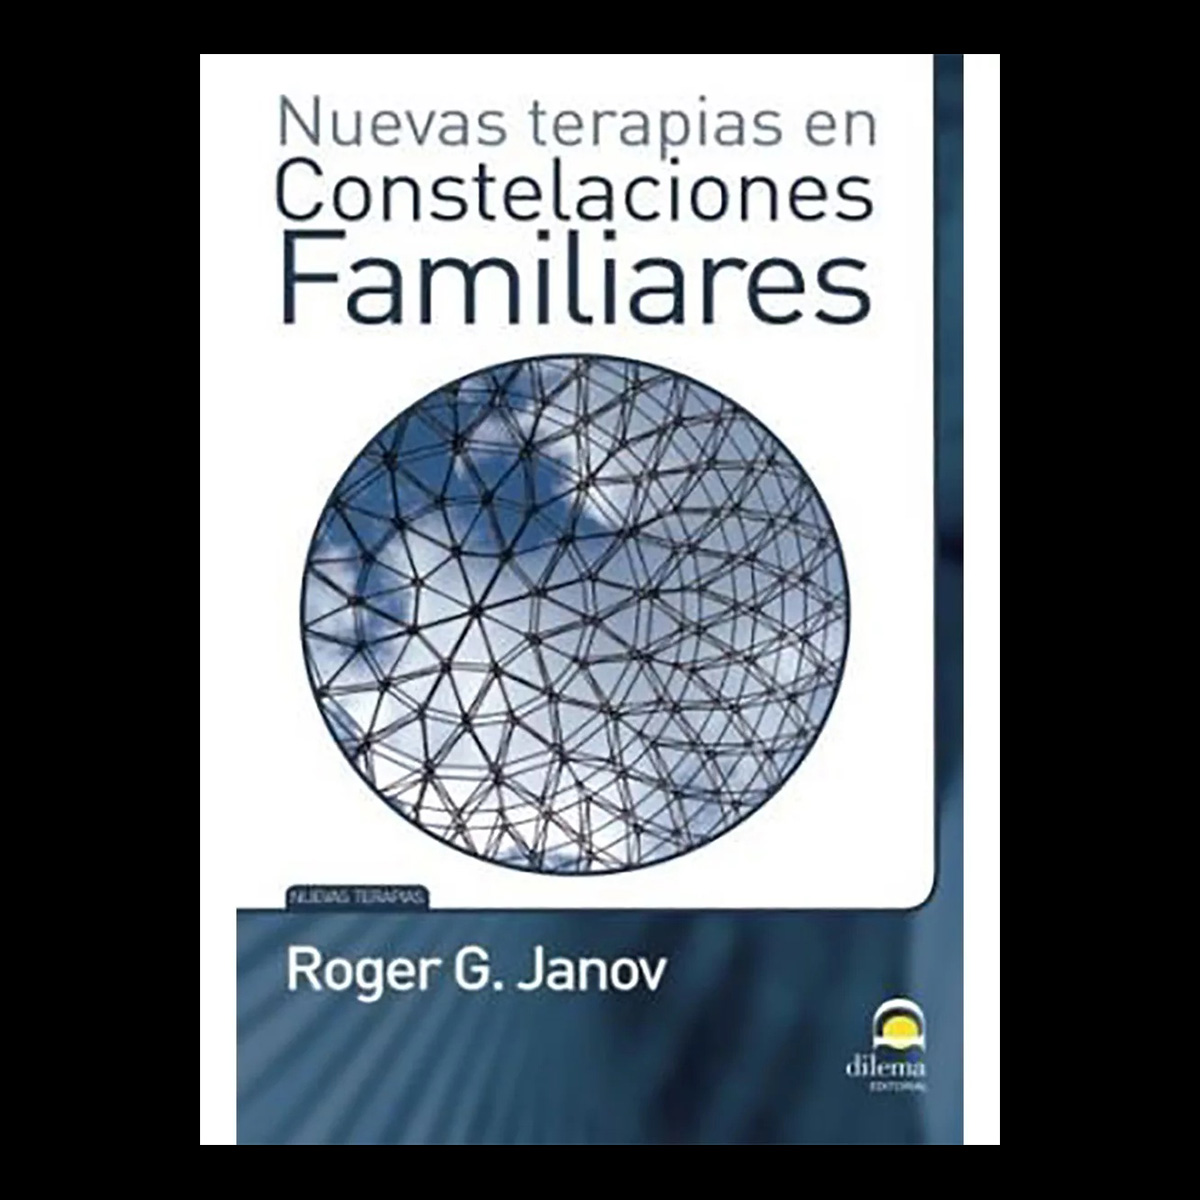 Nuevas terapias en
Constelaciones
Familiares
NUEVAS TERAPIAS
Roger G. Janov
dilema
EDITORIAL